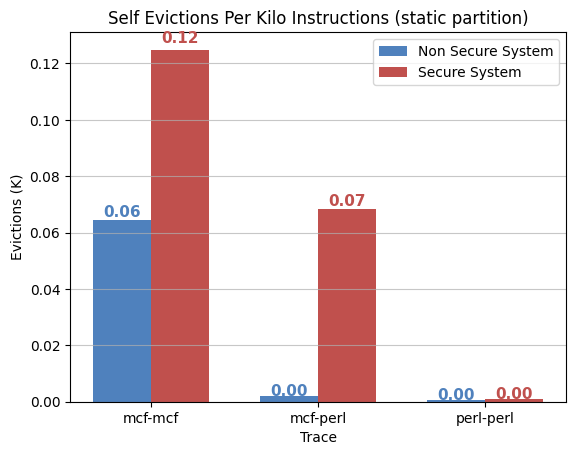 Self Evictions Per Kilo Instructions (static partition)
Non Secure System
Secure System
Evictions (K)
0.12
0.10
0.08
0.06
0.04
0.02
0.00
0.06
0.12
0.00
0.07
0.00
0.00
mcf-mcf
mcf-perl
perl-perl
Trace